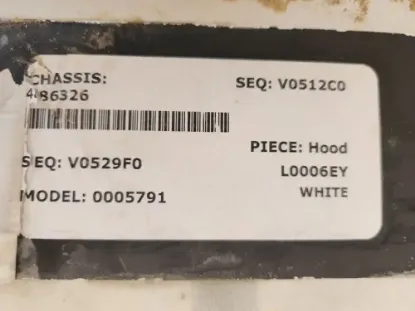 CHASSIS:
486326
SEQ: V0512C0
SEQ: V0529F0
MODEL: 0005791
PIECE: Hood
L0006EY
WHITE